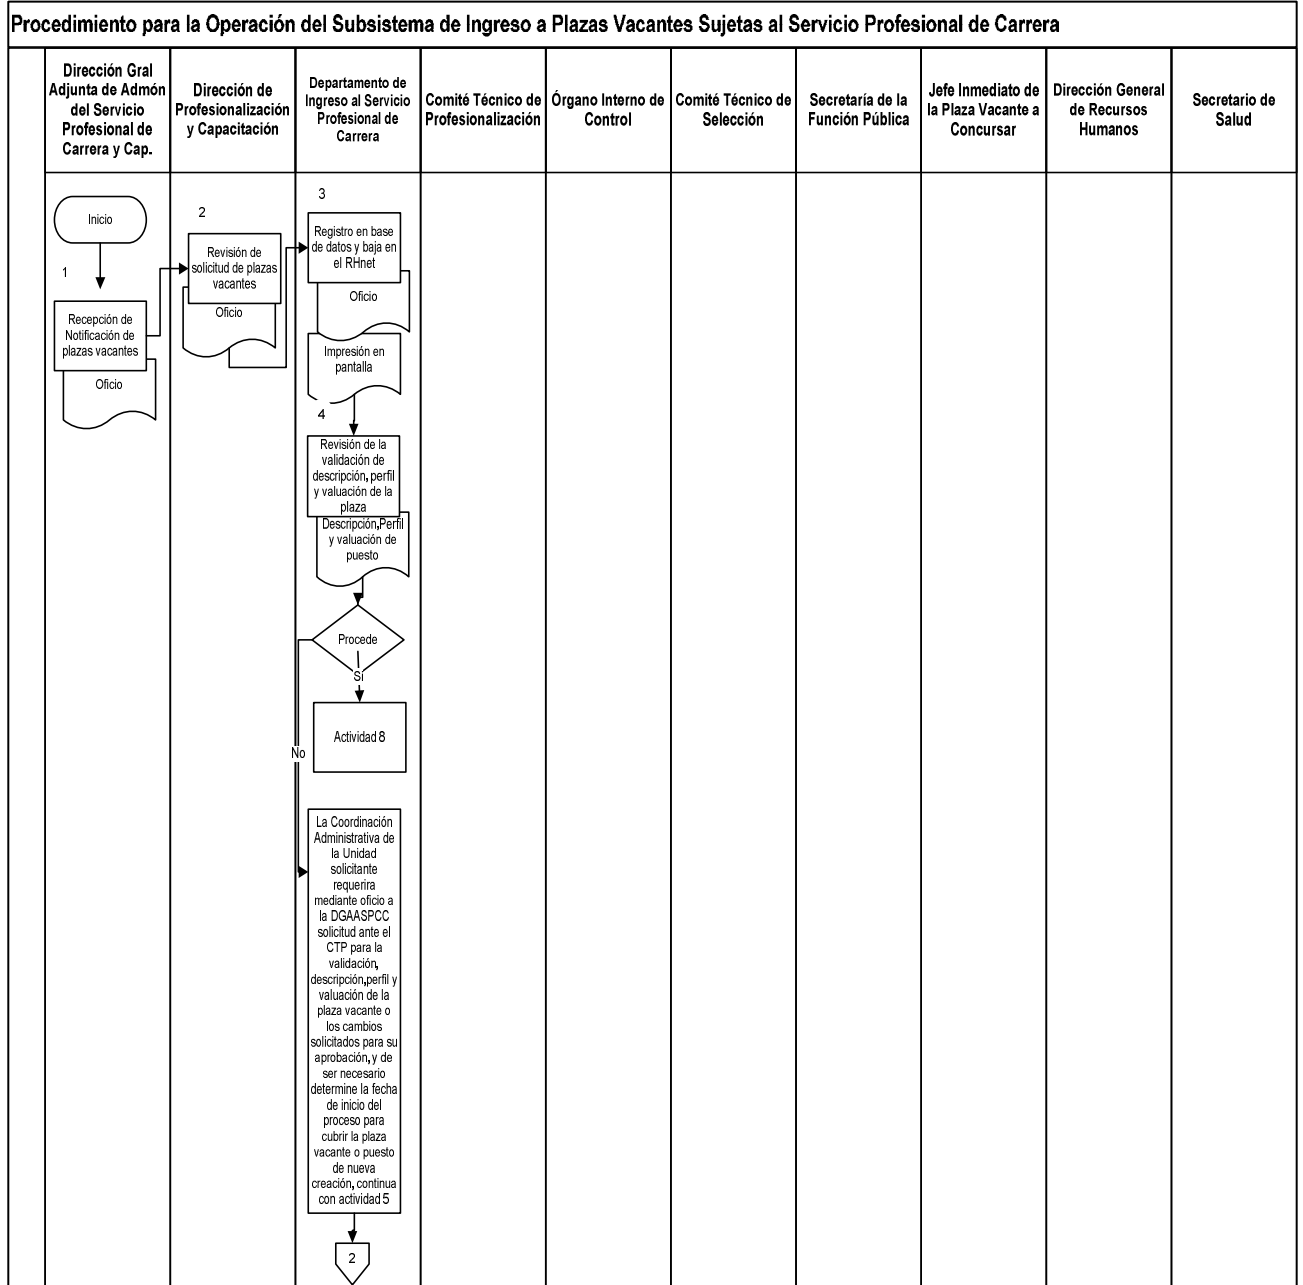 Procedimiento para la Operación del Subsistema de Ingreso a Plazas Vacantes Sujetas al Servicio Profesional de Carrera
Dirección Gral
Adjunta de Admón
del Servicio
Profesional de
Carrera y Cap.
Dirección de
Profesionalización
y Capacitación
Departamento de
Ingreso al Servicio
Profesional de
Carrera
Comité Técnico de
Profesionalización
Órgano Interno de
Control
Comité Técnico de
Selección
Secretaría de la
Función Pública
Jefe Inmediato de
la Plaza Vacante a
Concursar
Dirección General
de Recursos
Humanos
Secretario de
Salud
Inicio
1
Recepción de
Notificación de
plazas vacantes
Oficio
2
Revisión de
solicitud de plazas
vacantes
Oficio
3
Registro en base
de datos y baja en
el RHnet
Oficio
Impresión en
pantalla
4
Revisión de la
validación de
descripción, perfil
y valuación de la
plaza
Descripción,Perfil
y valuación de
puesto
Procede
Sí
Actividad 8
No
La Coordinación
Administrativa de
la Unidad
solicitante
requerira
mediante oficio a
la DGAASPCC
solicitud ante el
CTP para la
validación,
descripción,perfil y
valuación de la
plaza vacante o
los cambios
solicitados para su
aprobación, y de
ser necesario
determine la fecha
de inicio del
proceso para
cubrir la plaza
vacante o puesto
de nueva
creación, continua
con actividad 5
2